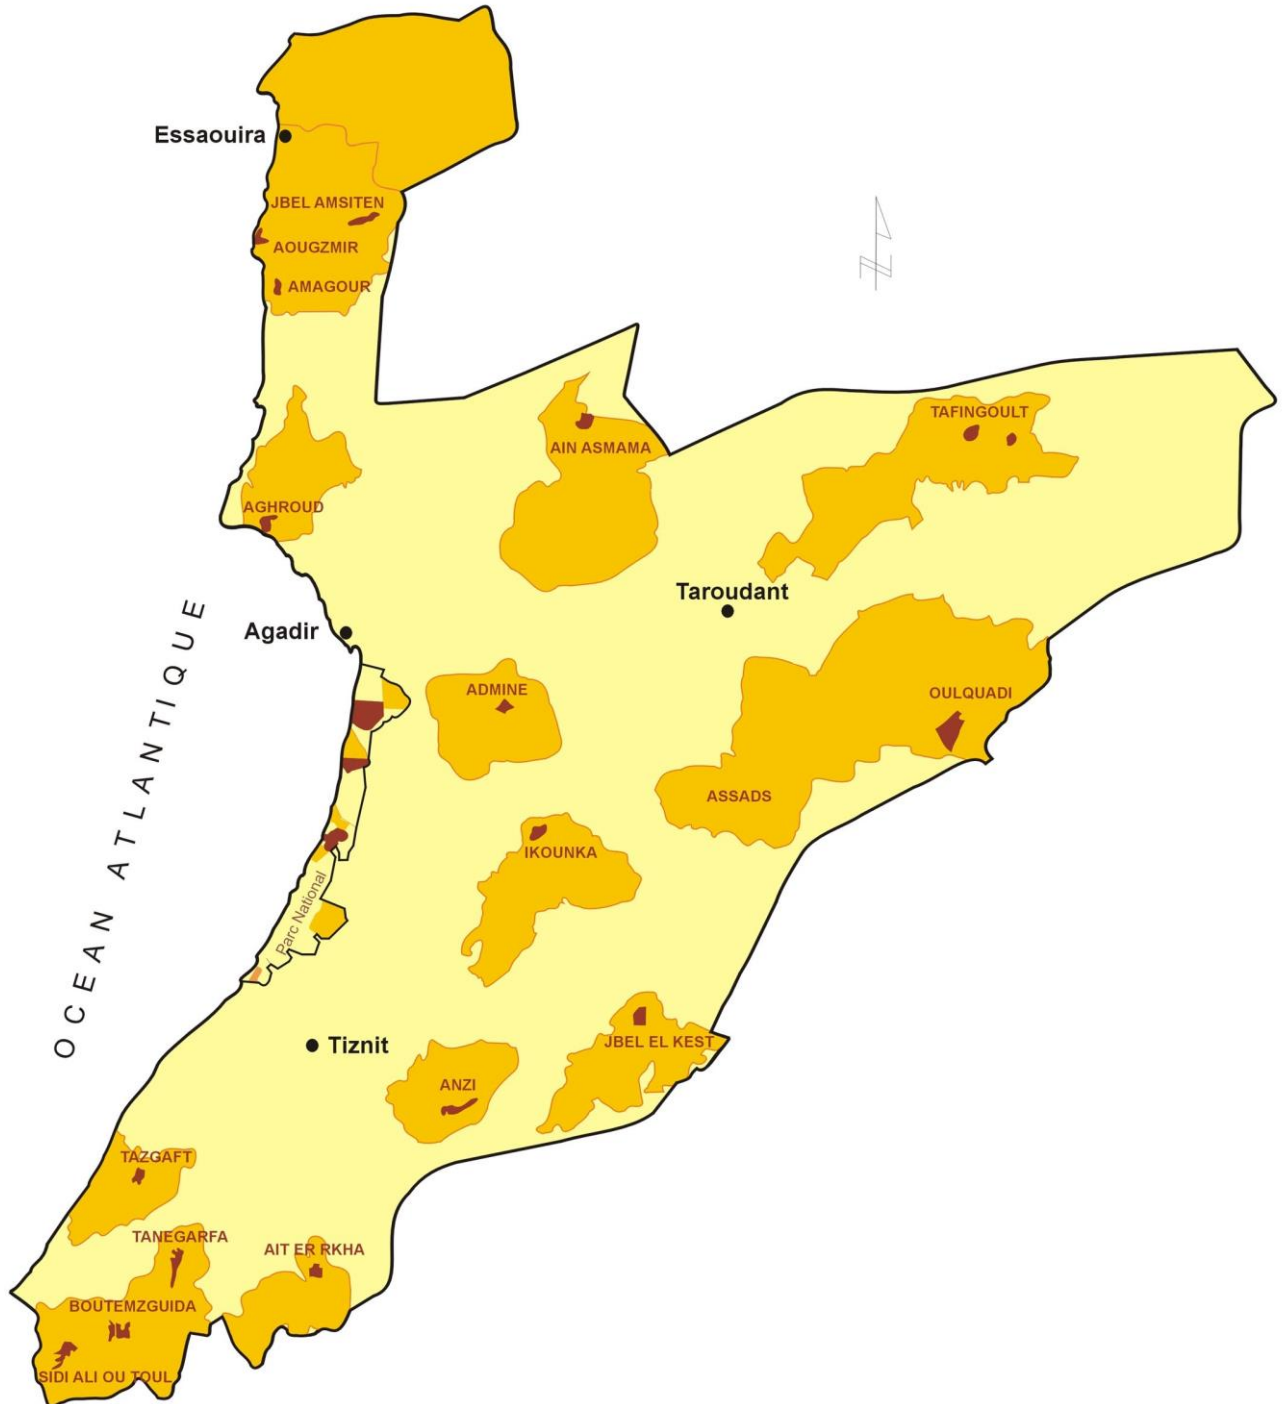 Essaouira
JBEL AMSITEN
AOUGZMIR
AMAGOUR
TAFINGOULT
AIN ASMAMA
AGHROUD
Taroudant
Agadir
OCEAN ATLANTIQUE
ADMINE
OULQUADI
ASSADS
IKOUNKA
Parc National
JBEL EL KEST
Tiznit
ANZI
TAZGAFT
TANEGARFA
AIT ER RKHA
BOUTEMZGUIDA
SIDI ALI OU TOUL